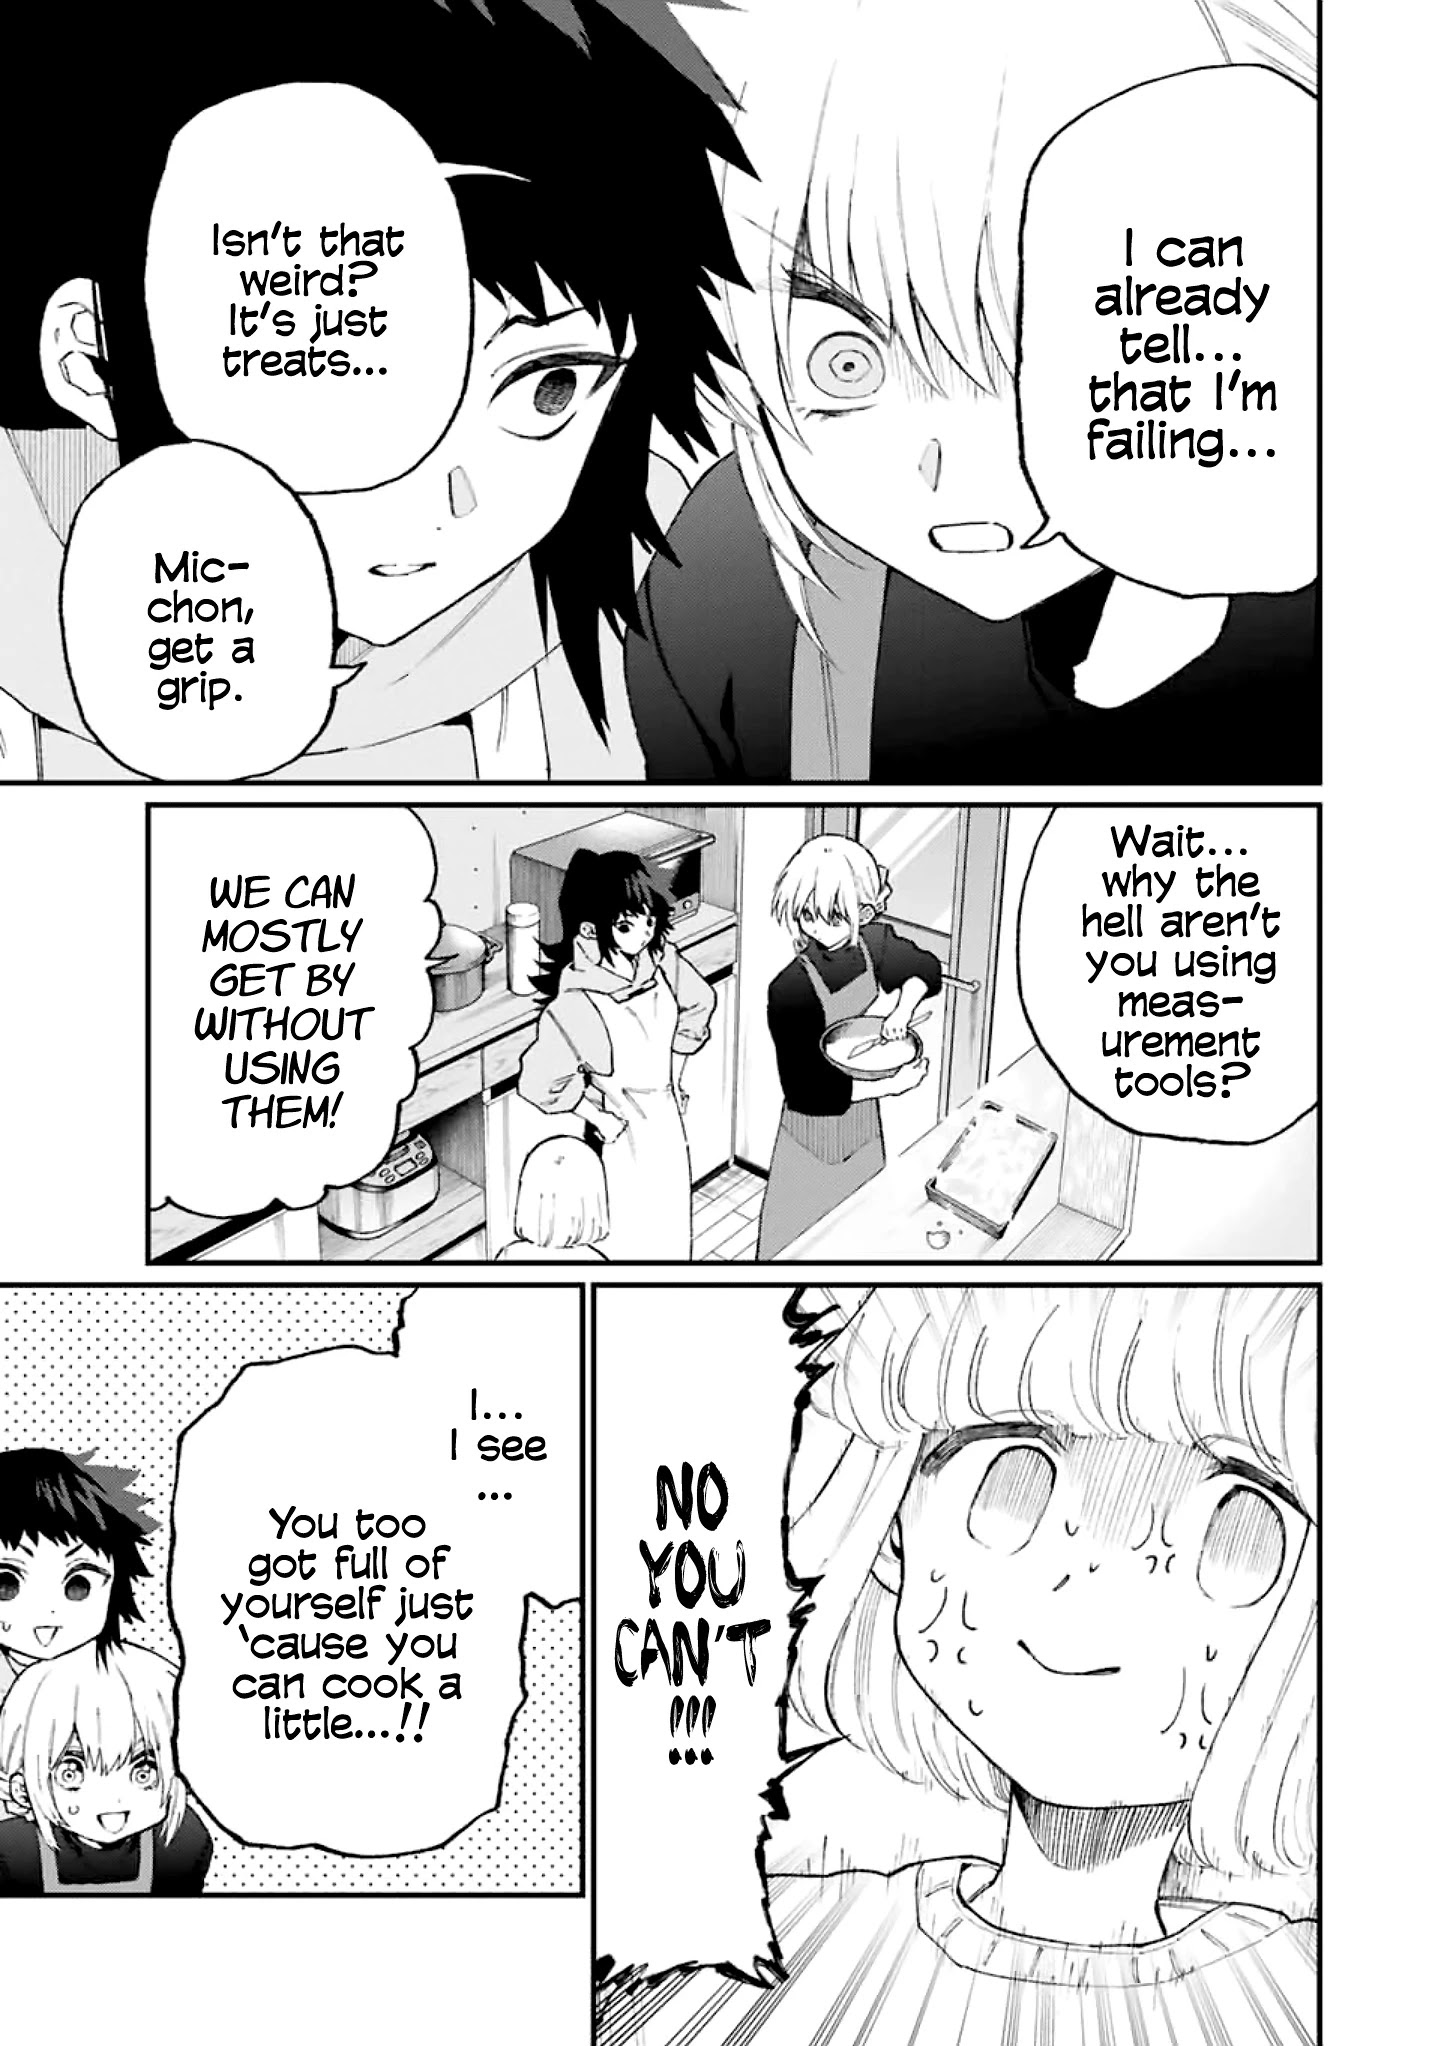 I can
already
tell...
that I'm
failing...
Isn't that
weird?
It's just
treats...
Mic-
chon,
get a
grip.
Wait...
why the
hell aren't
you using
meas-
urement
tools?
WE CAN
MOSTLY
GET BY
WITHOUT
USING
THEM!
NO
YOU
CAN'T
!!!
I...
I see
...
You too
got full of
yourself just
'cause you
can cook a
little...!!